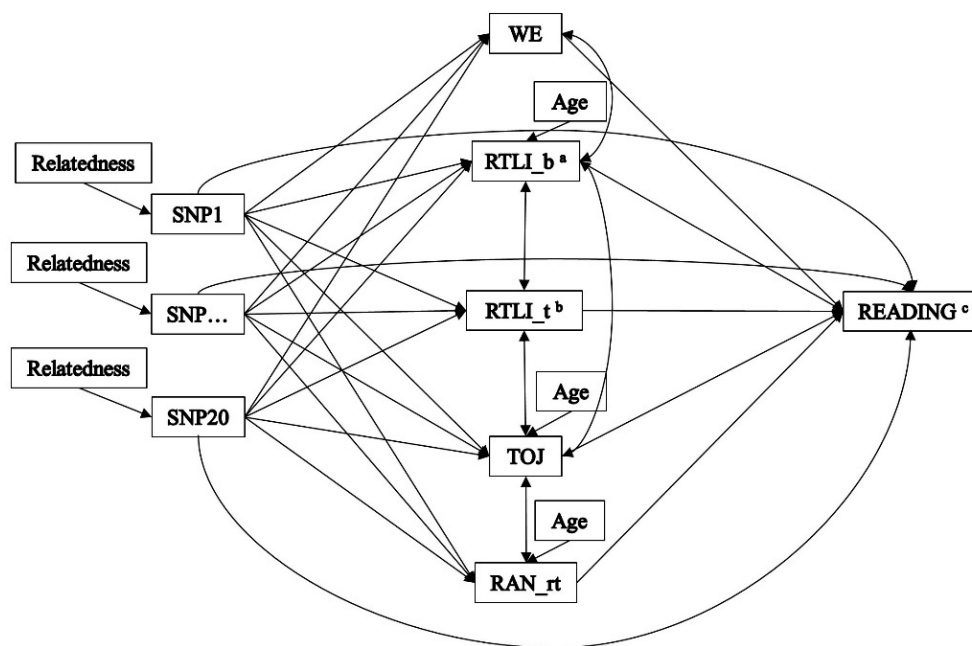 WE
Age
RTLI_b ᵃ
Relatedness
SNP1
Relatedness
SNP...
RTLI_t ᵇ
READING ᶜ
Relatedness
SNP20
Age
TOJ
Age
RAN_rt